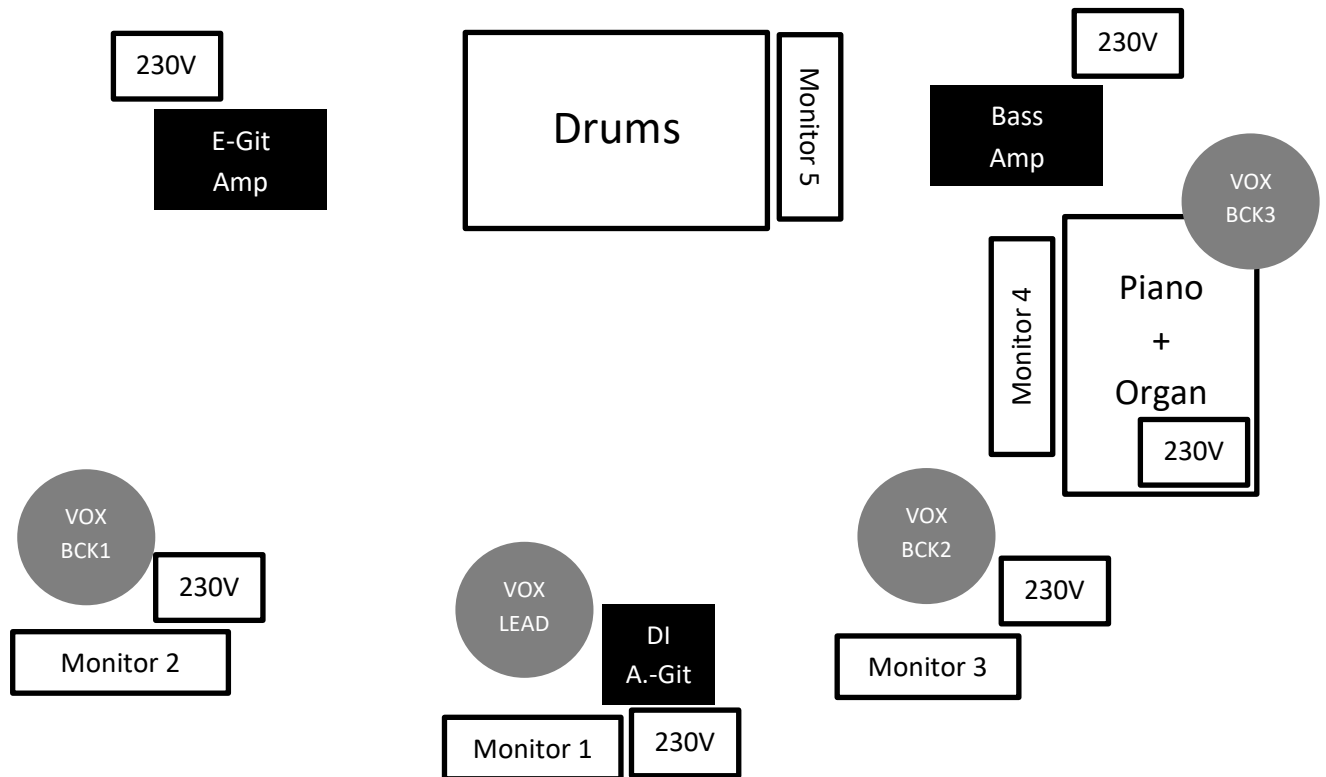 230V
E-Git
Amp
Drums
Monitor 5
230V
Bass
Amp
VOX
BCK3
Monitor 4
Piano
+
Organ
230V
VOX
BCK1
230V
Monitor 2
VOX
LEAD
DI
A.-Git
Monitor 1
230V
VOX
BCK2
230V
Monitor 3